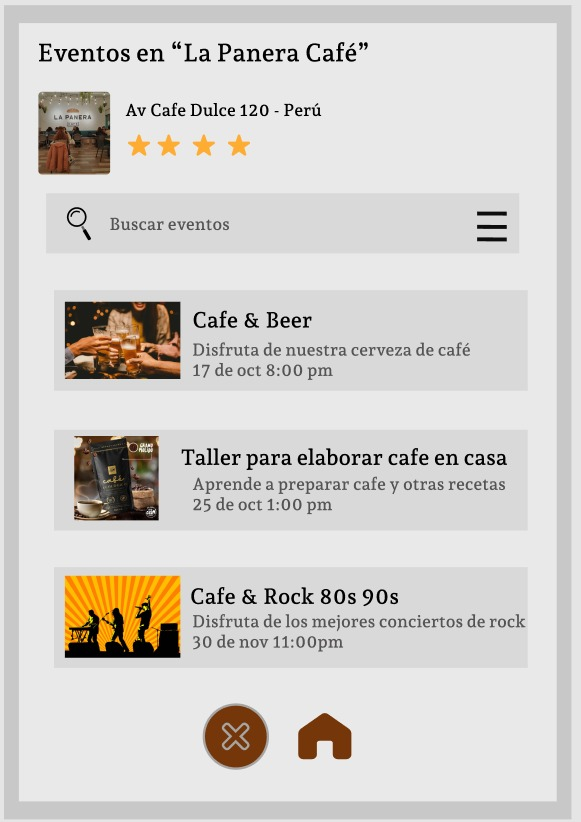 Eventos en “La Panera Café”
LA PANERA
Av Cafe Dulce 120 - Perú
Buscar eventos
Cafe & Beer
Disfruta de nuestra cerveza de café
17 de oct 8:00 pm
GRANO
café
Taller para elaborar cafe en casa
Aprende a preparar cafe y otras recetas
25 de oct 1:00 pm
Cafe & Rock 80s 90s
Disfruta de los mejores conciertos de rock
30 de nov 11:00pm